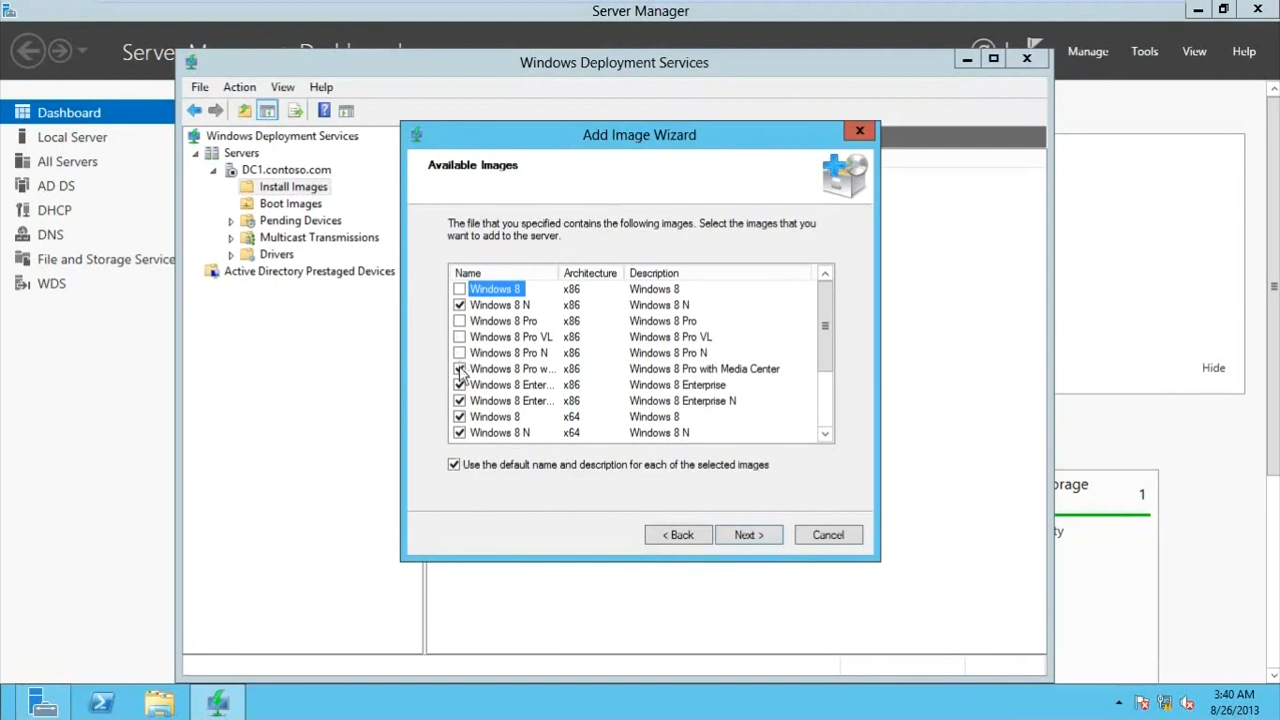 Server Manager
Server Manager
Dashboard
Manage
Tools
View
Help
Windows Deployment Services
File
Action
View
Help
Dashboard
Local Server
All Servers
AD DS
DHCP
DNS
File and Storage Service
WDS
Windows Deployment Services
Servers
DC1.contoso.com
Install Images
Boot Images
Pending Devices
Multicast Transmissions
Drivers
Active Directory Prestaged Devices
Add Image Wizard
Available Images
The file that you specified contains the following images. Select the images that you
want to add to the server.
Name Architecture Description
Windows 8 x86 Windows 8
Windows 8 N x86 Windows 8 N
Windows 8 Pro x86 Windows 8 Pro
Windows 8 Pro VL x86 Windows 8 Pro VL
Windows 8 Pro N x86 Windows 8 Pro N
Windows 8 Pro w... x86 Windows 8 Pro with Media Center
Windows 8 Enter... x86 Windows 8 Enterprise
Windows 8 Enter... x86 Windows 8 Enterprise N
Windows 8 x64 Windows 8
Windows 8 N x64 Windows 8 N
Use the default name and description for each of the selected images
< Back
Next >
Cancel
Hide
orage
1
ty
3:40 AM
8/26/2013